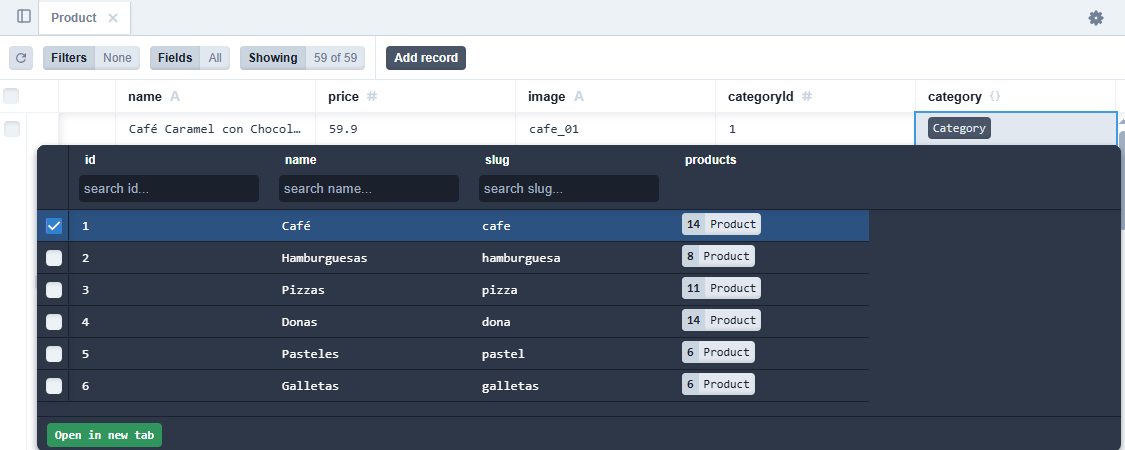 Product
Filters None Fields All Showing 59 of 59 Add record
name A price # image A categoryId # category {}
Café Caramel con Chocol… 59.9 cafe_01 1 Category
id name slug products
search id... search name... search slug...
1 Café cafe 14 Product
2 Hamburguesas hamburguesa 8 Product
3 Pizzas pizza 11 Product
4 Donas dona 14 Product
5 Pasteles pastel 6 Product
6 Galletas galletas 6 Product
Open in new tab